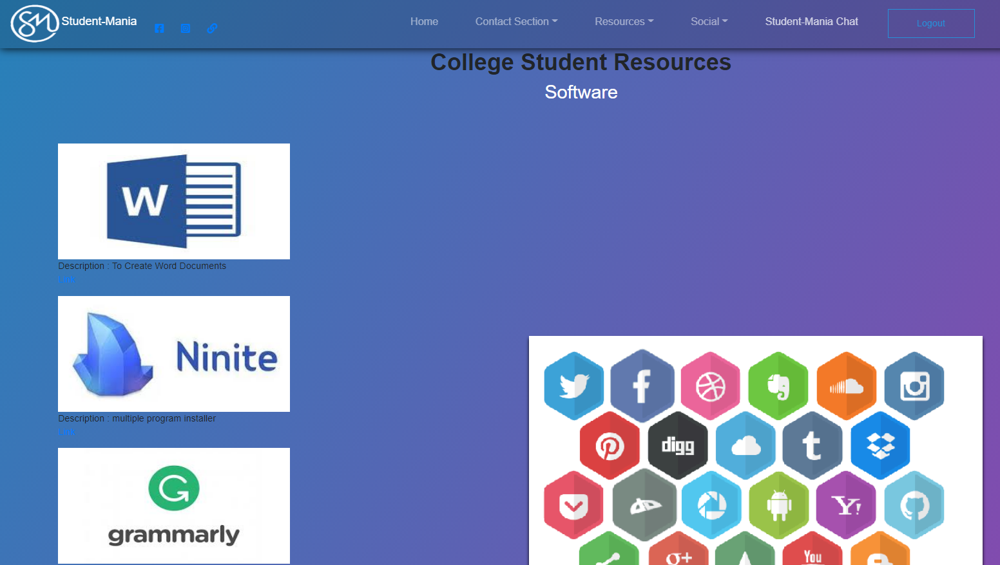 SM Student-Mania
Home Contact Section Resources Social Student-Mania Chat Logout
College Student Resources
Software
W
Description : To Create Word Documents
Link
Ninite
Description : multiple program installer
Link
G
grammarly
f
digg
t
Y!
g+
You